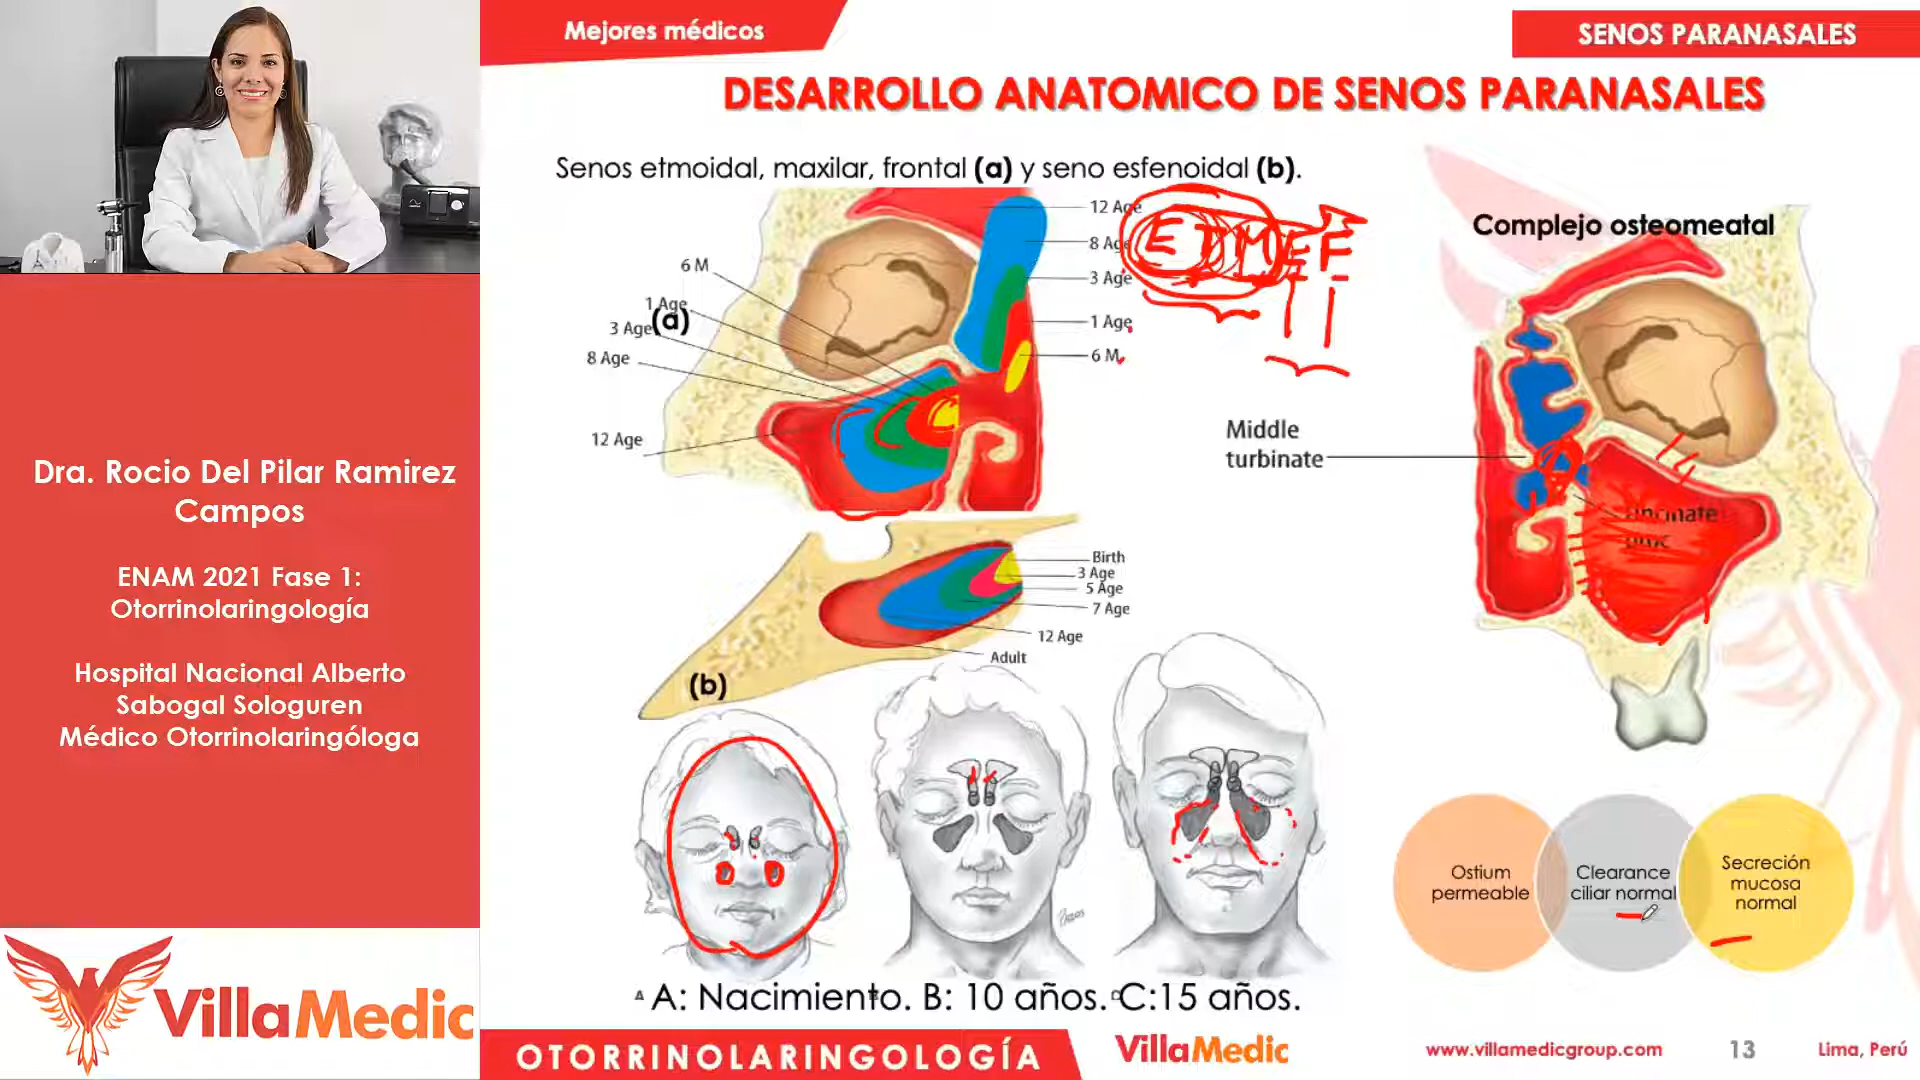 Mejores médicos
SENOS PARANASALES
DESARROLLO ANATOMICO DE SENOS PARANASALES
Senos etmoidal, maxilar, frontal (a) y seno esfenoidal (b).
12 Age
8 Age
3 Age
1 Age
6 M
6 M
1 Age
(a)
3 Age
8 Age
12 Age
Complejo osteomeatal
Middle
turbinate
uncinate
Birth
3 Age
5 Age
7 Age
12 Age
Adult
(b)
Ostium
permeable
Clearance
ciliar normal
Secreción
mucosa
normal
A: Nacimiento. B: 10 años. C:15 años.
Dra. Rocio Del Pilar Ramirez
Campos
ENAM 2021 Fase 1:
Otorrinolaringología
Hospital Nacional Alberto
Sabogal Sologuren
Médico Otorrinolaringóloga
VillaMedic
OTORRINOLARINGOLOGÍA
VillaMedic
www.villamedicgroup.com
13
Lima, Perú